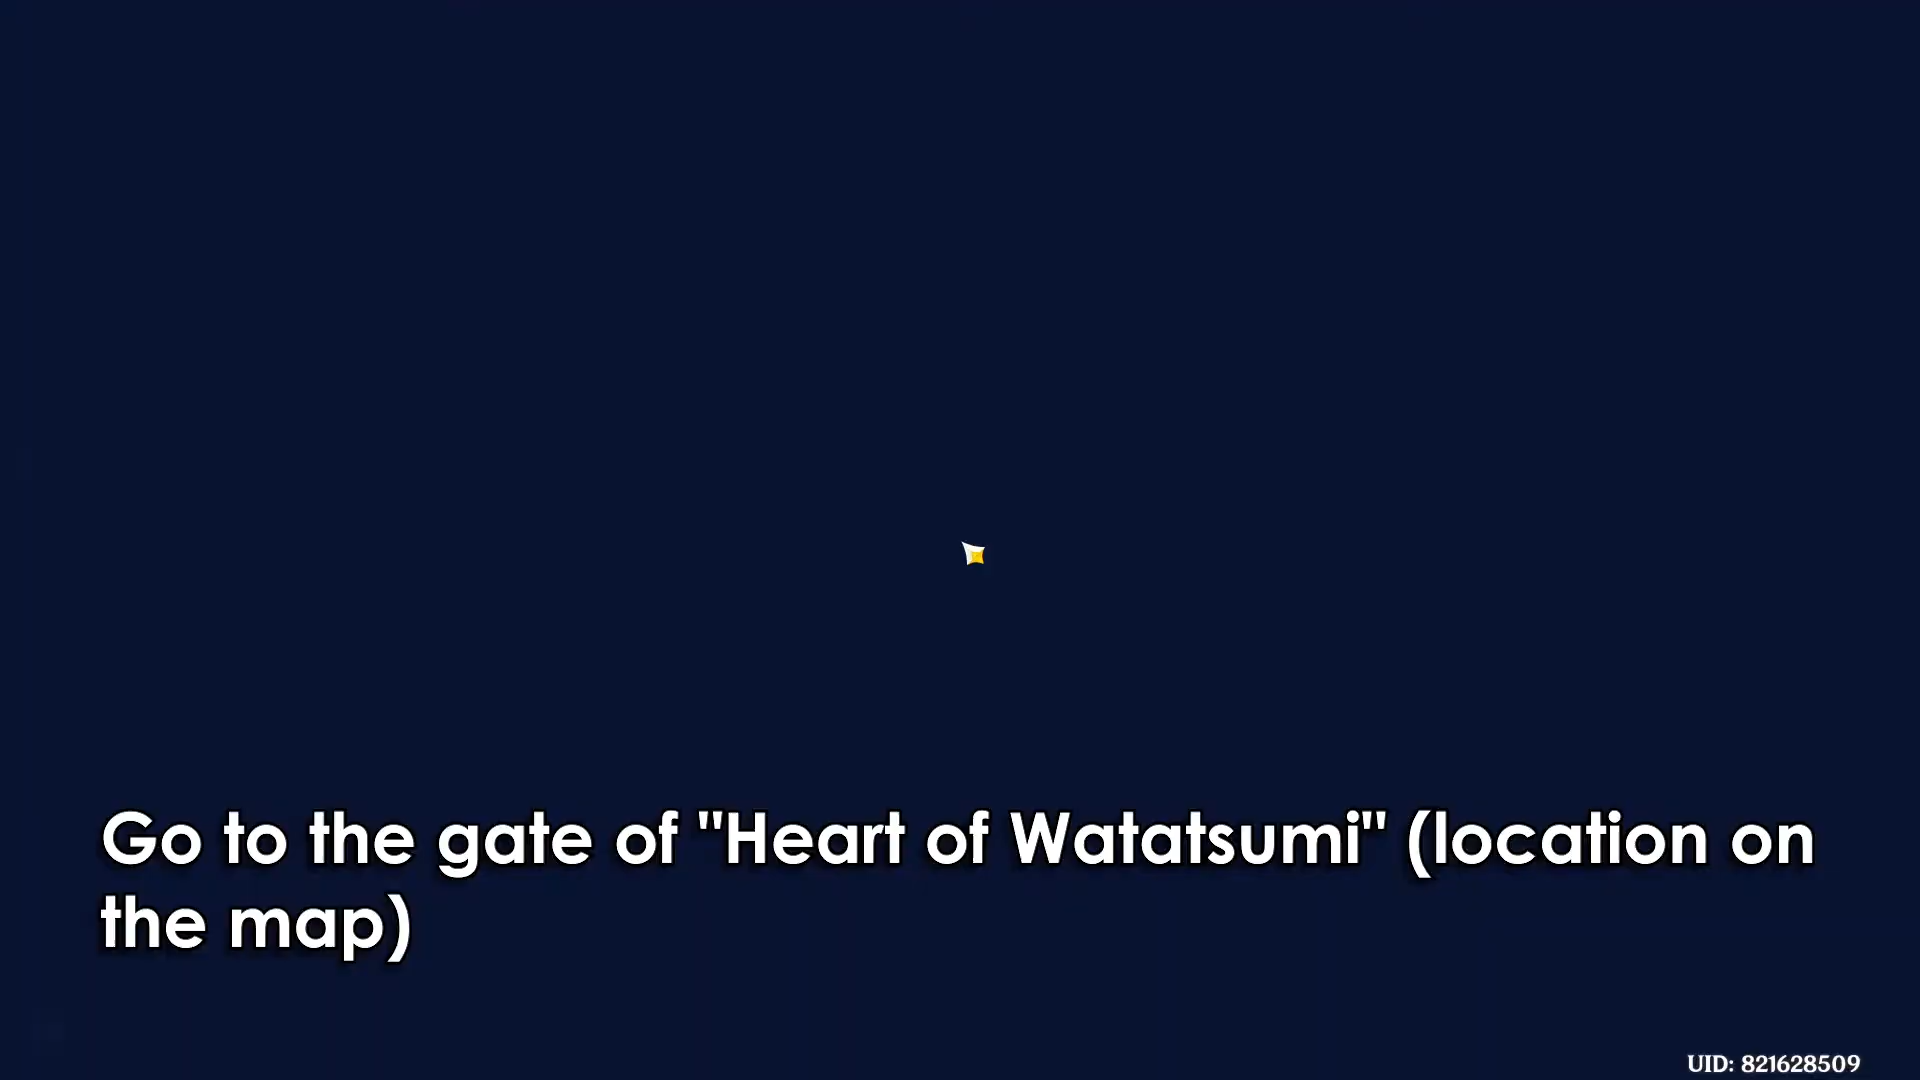 Go to the gate of "Heart of Watatsumi" (location on
the map)
UID: 821628509